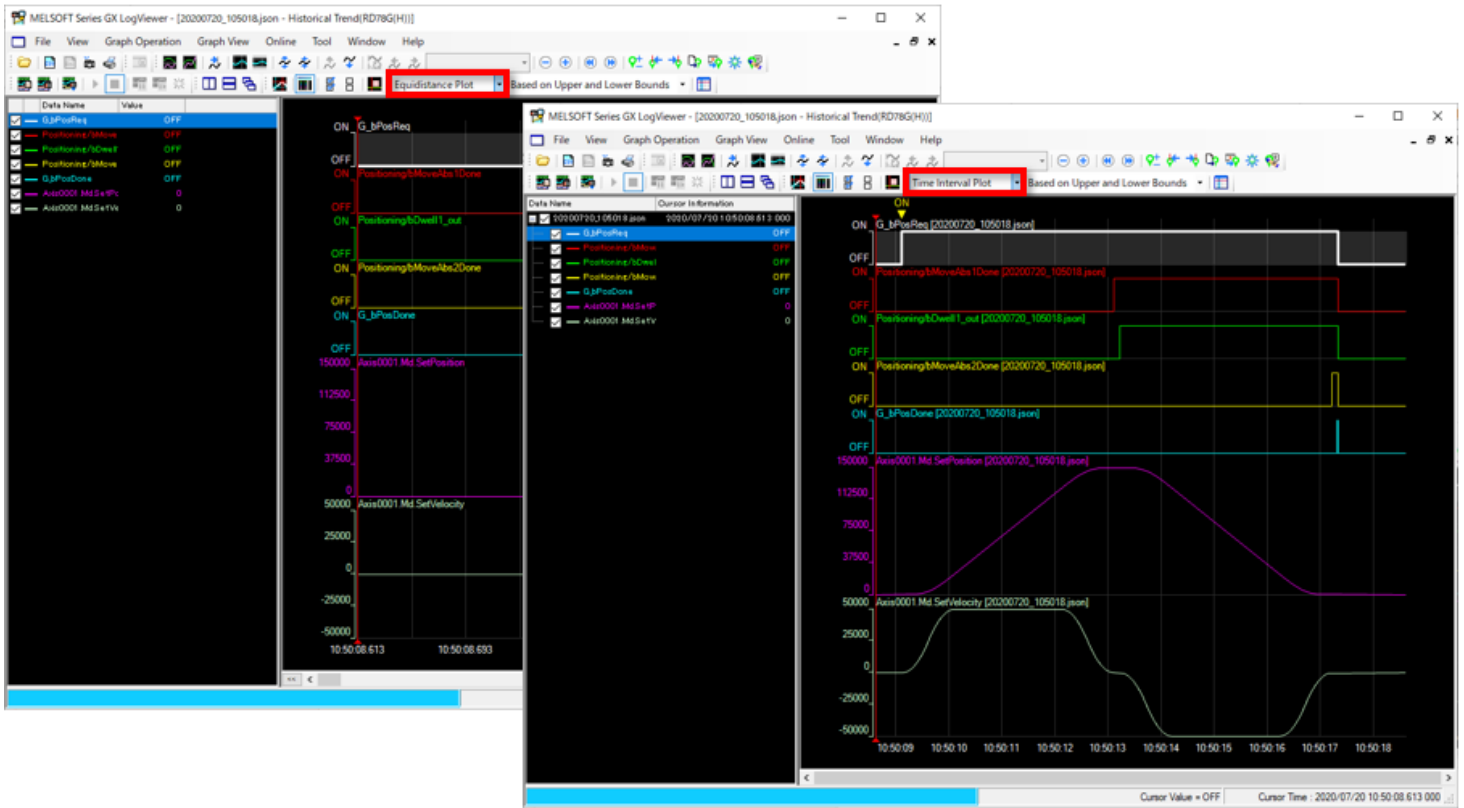 MELSOFT Series GX LogViewer - [20200720_105018.json - Historical Trend(RD78G(H))]
File View Graph Operation Graph View Online Tool Window Help
Equidistance Plot Based on Upper and Lower Bounds
Data Name Value
G_bPosReq OFF
Positioning/bMove OFF
Positioning/bDwell OFF
Positioning/bMove OFF
G_bPosDone OFF
Axis0001.Md.SetPc 0
Axis0001.Md.SetVe 0
ON G_bPosReq
OFF
ON Positioning/bMoveAbs1Done
OFF
ON Positioning/bDwell1_out
OFF
ON Positioning/bMoveAbs2Done
OFF
ON G_bPosDone
OFF
150000 Axis0001.Md.SetPosition
112500
75000
37500
0
50000 Axis0001.Md.SetVelocity
25000
0
-25000
-50000
10:50:08.613 10:50:08.693
MELSOFT Series GX LogViewer - [20200720_105018.json - Historical Trend(RD78G(H))]
File View Graph Operation Graph View Online Tool Window Help
Time Interval Plot Based on Upper and Lower Bounds
Data Name Cursor Information
20200720_105018.json 2020/07/20 10:50:08.613 000
G_bPosReq OFF
Positioning/bMove OFF
Positioning/bDwel OFF
Positioning/bMove OFF
G_bPosDone OFF
Axis0001.Md.SetP 0
Axis0001.Md.SetV 0
ON
ON G_bPosReq [20200720_105018.json]
OFF
ON Positioning/bMoveAbs1Done [20200720_105018.json]
OFF
ON Positioning/bDwell1_out [20200720_105018.json]
OFF
ON Positioning/bMoveAbs2Done [20200720_105018.json]
OFF
ON G_bPosDone [20200720_105018.json]
OFF
150000 Axis0001.Md.SetPosition [20200720_105018.json]
112500
75000
37500
0
50000 Axis0001.Md.SetVelocity [20200720_105018.json]
25000
0
-25000
-50000
10:50:09 10:50:10 10:50:11 10:50:12 10:50:13 10:50:14 10:50:15 10:50:16 10:50:17 10:50:18
Cursor Value = OFF Cursor Time : 2020/07/20 10:50:08.613 000